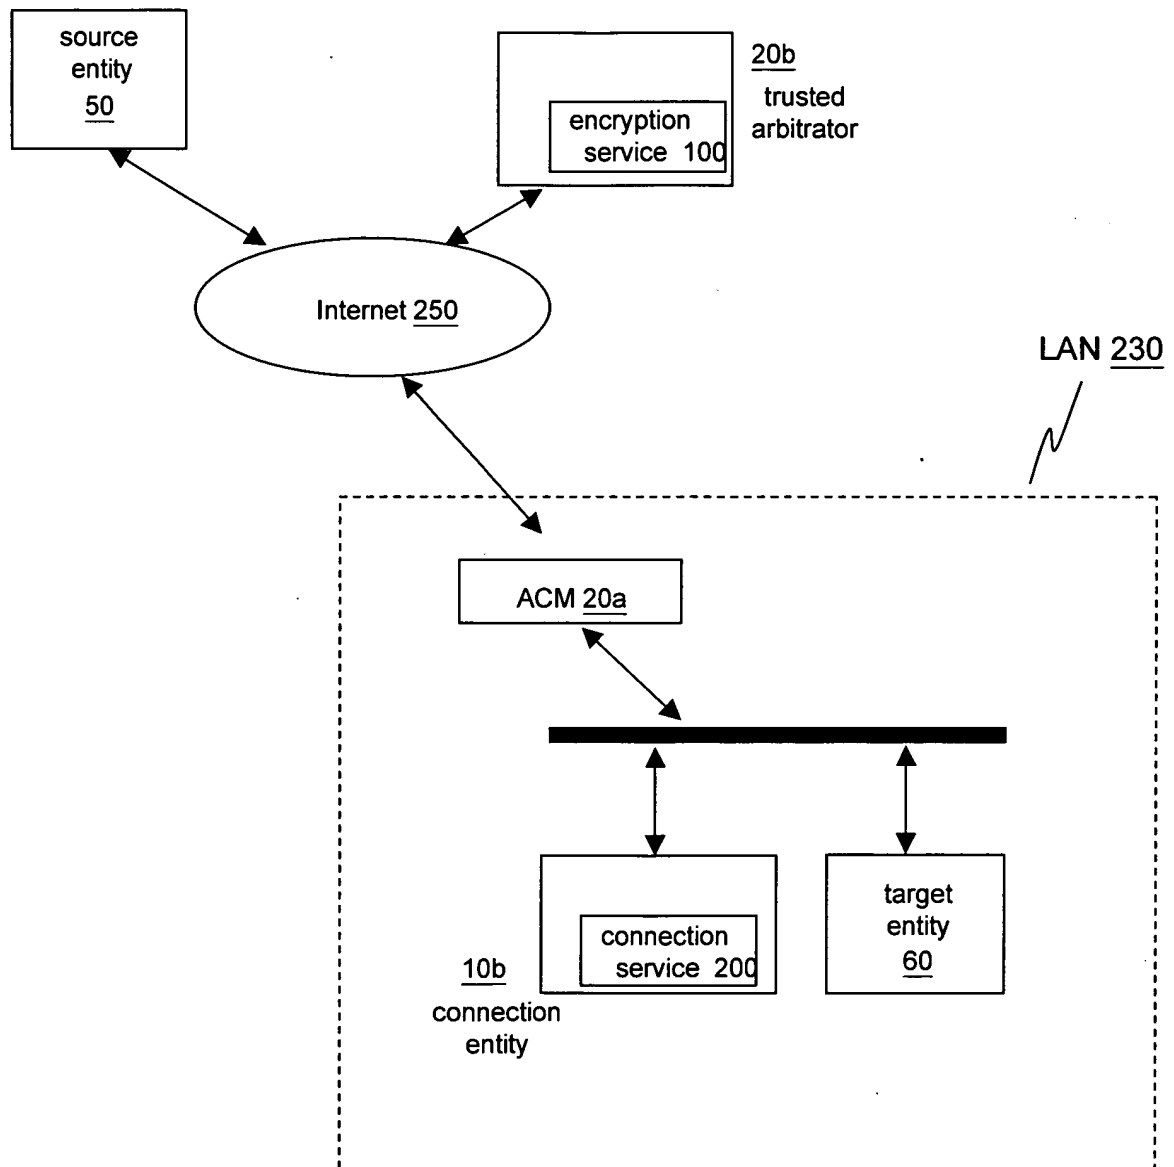 source
entity
50
20b
trusted
arbitrator
encryption
service 100
Internet 250
LAN 230
ACM 20a
connection
service 200
10b
connection
entity
target
entity
60